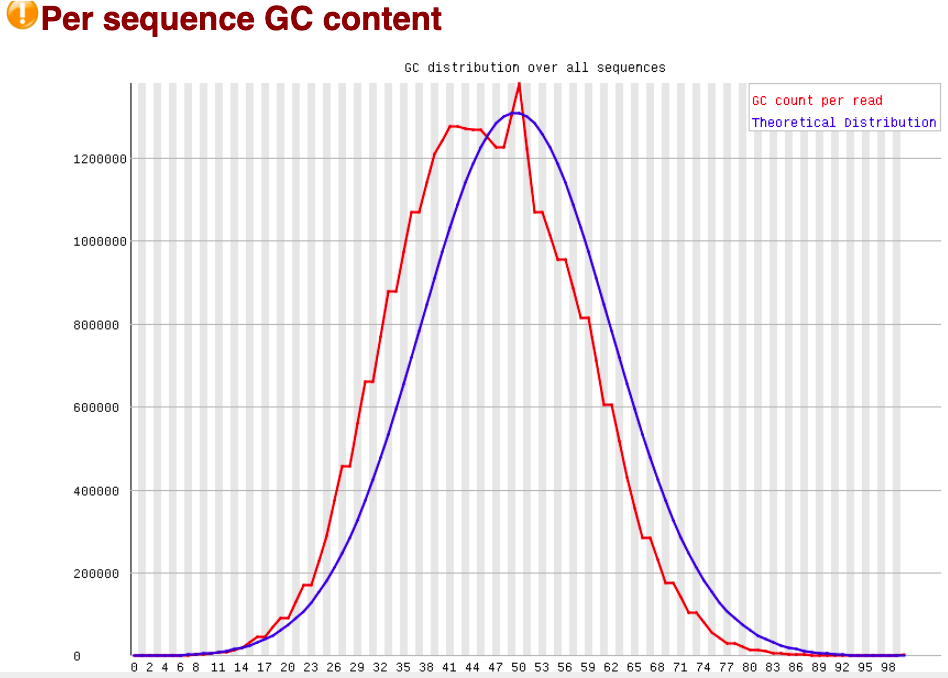 Per sequence GC content
GC distribution over all sequences
GC count per read
Theoretical Distribution
1200000
1000000
800000
600000
400000
200000
0
0 2 4 6 8 11 14 17 20 23 26 29 32 35 38 41 44 47 50 53 56 59 62 65 68 71 74 77 80 83 86 89 92 95 98